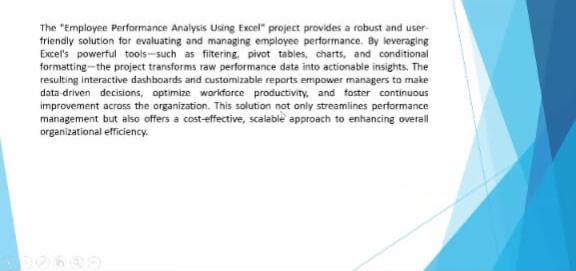 The "Employee Performance Analysis Using Excel" project provides a robust and user-
friendly solution for evaluating and managing employee performance. By leveraging
Excel's powerful tools—such as filtering, pivot tables, charts, and conditional
formatting—the project transforms raw performance data into actionable insights. The
resulting interactive dashboards and customizable reports empower managers to make
data-driven decisions, optimize workforce productivity, and foster continuous
improvement across the organization. This solution not only streamlines performance
management but also offers a cost-effective, scalable approach to enhancing overall
organizational efficiency.